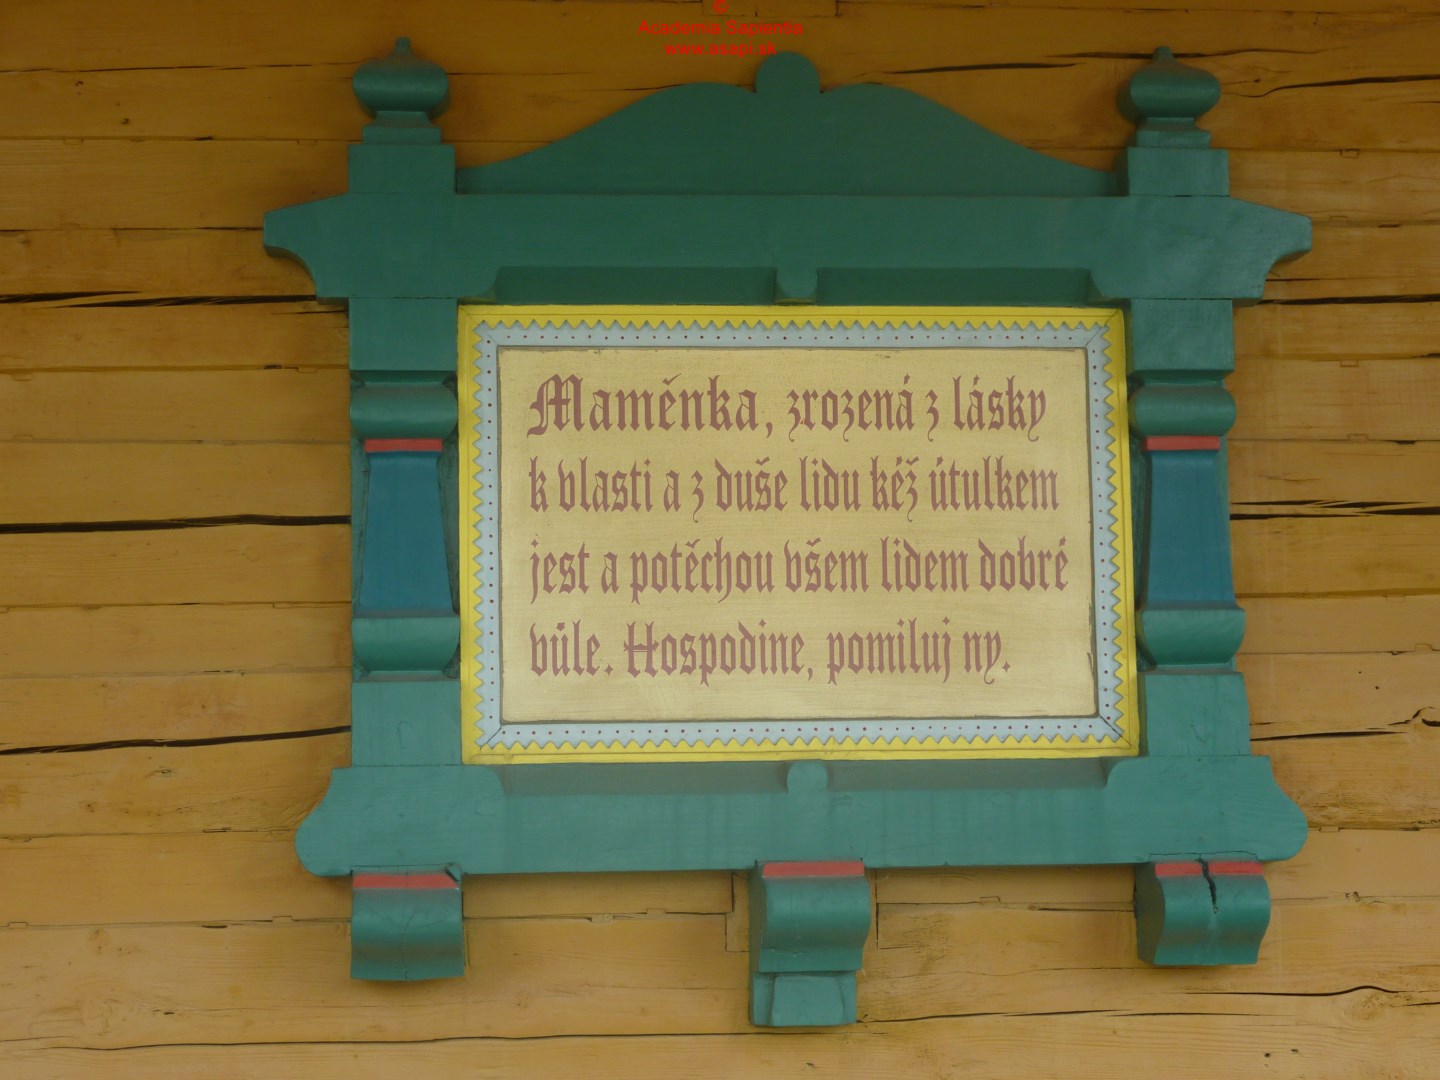 ©
Academia Sapientia
www.asapi.sk
Maměnka, zrozená z lásky
k vlasti a z duše lidu kéž útulkem
jest a potěchou všem lidem dobré
vůle. Hospodine, pomiluj ny.